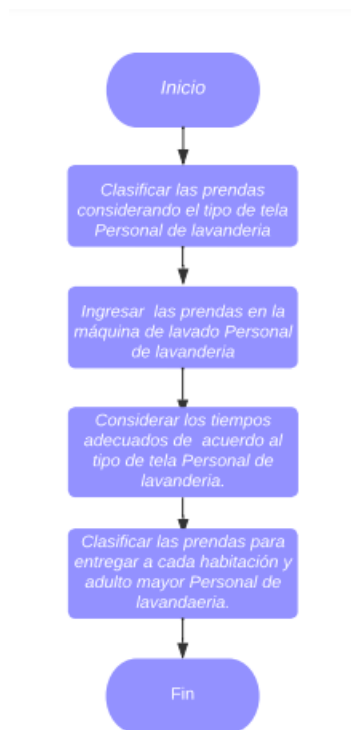 Inicio
Clasificar las prendas
considerando el tipo de tela
Personal de lavanderia
Ingresar las prendas en la
máquina de lavado Personal
de lavanderia
Considerar los tiempos
adecuados de acuerdo al
tipo de tela Personal de
lavanderia.
Clasificar las prendas para
entregar a cada habitación y
adulto mayor Personal de
lavandaeria.
Fin